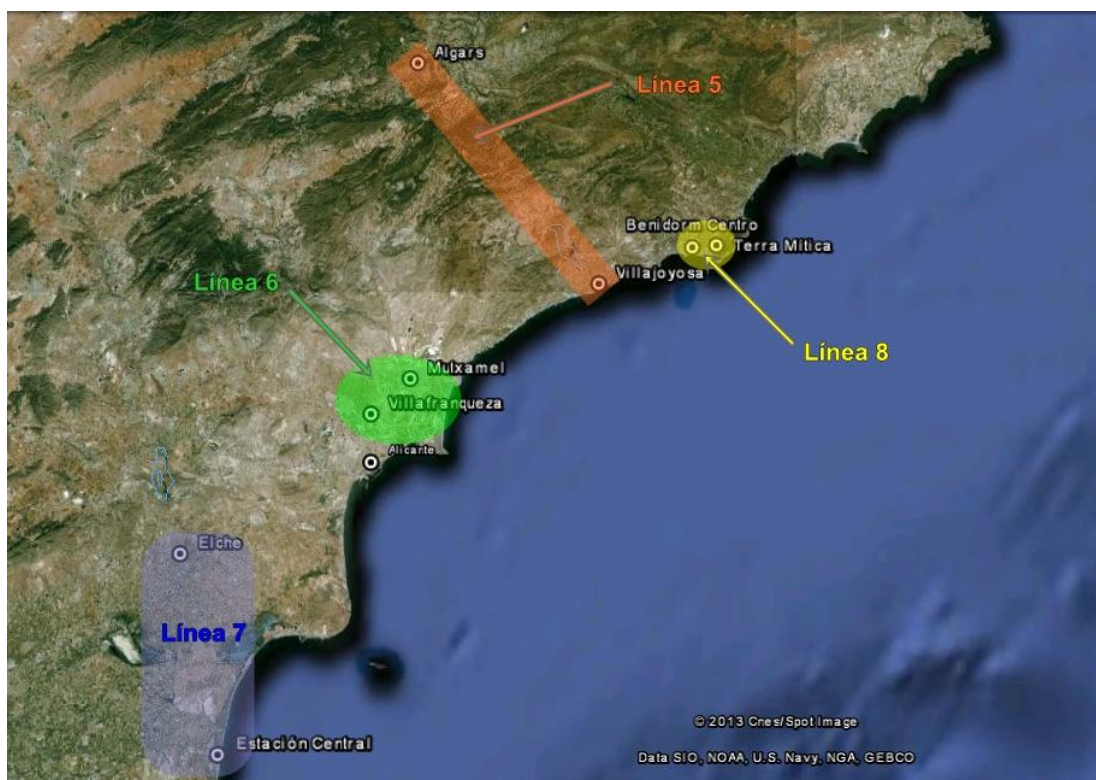 Algars
Línea 5
Benidorm Centro
Terra Mítica
Villajoyosa
Línea 6
Línea 8
Mulxamel
Villafranqueza
Alicante
Elche
Línea 7
Estación Central
© 2013 Cnes/Spot Image
Data SIO, NOAA, U.S. Navy, NGA, GEBCO